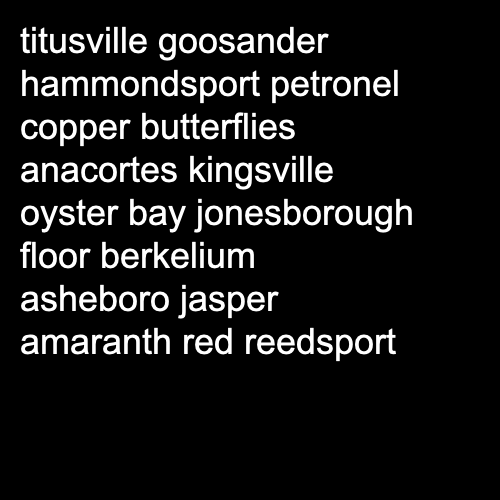 titusville goosander
hammondsport petronel
copper butterflies
anacortes kingsville
oyster bay jonesborough
floor berkelium
asheboro jasper
amaranth red reedsport